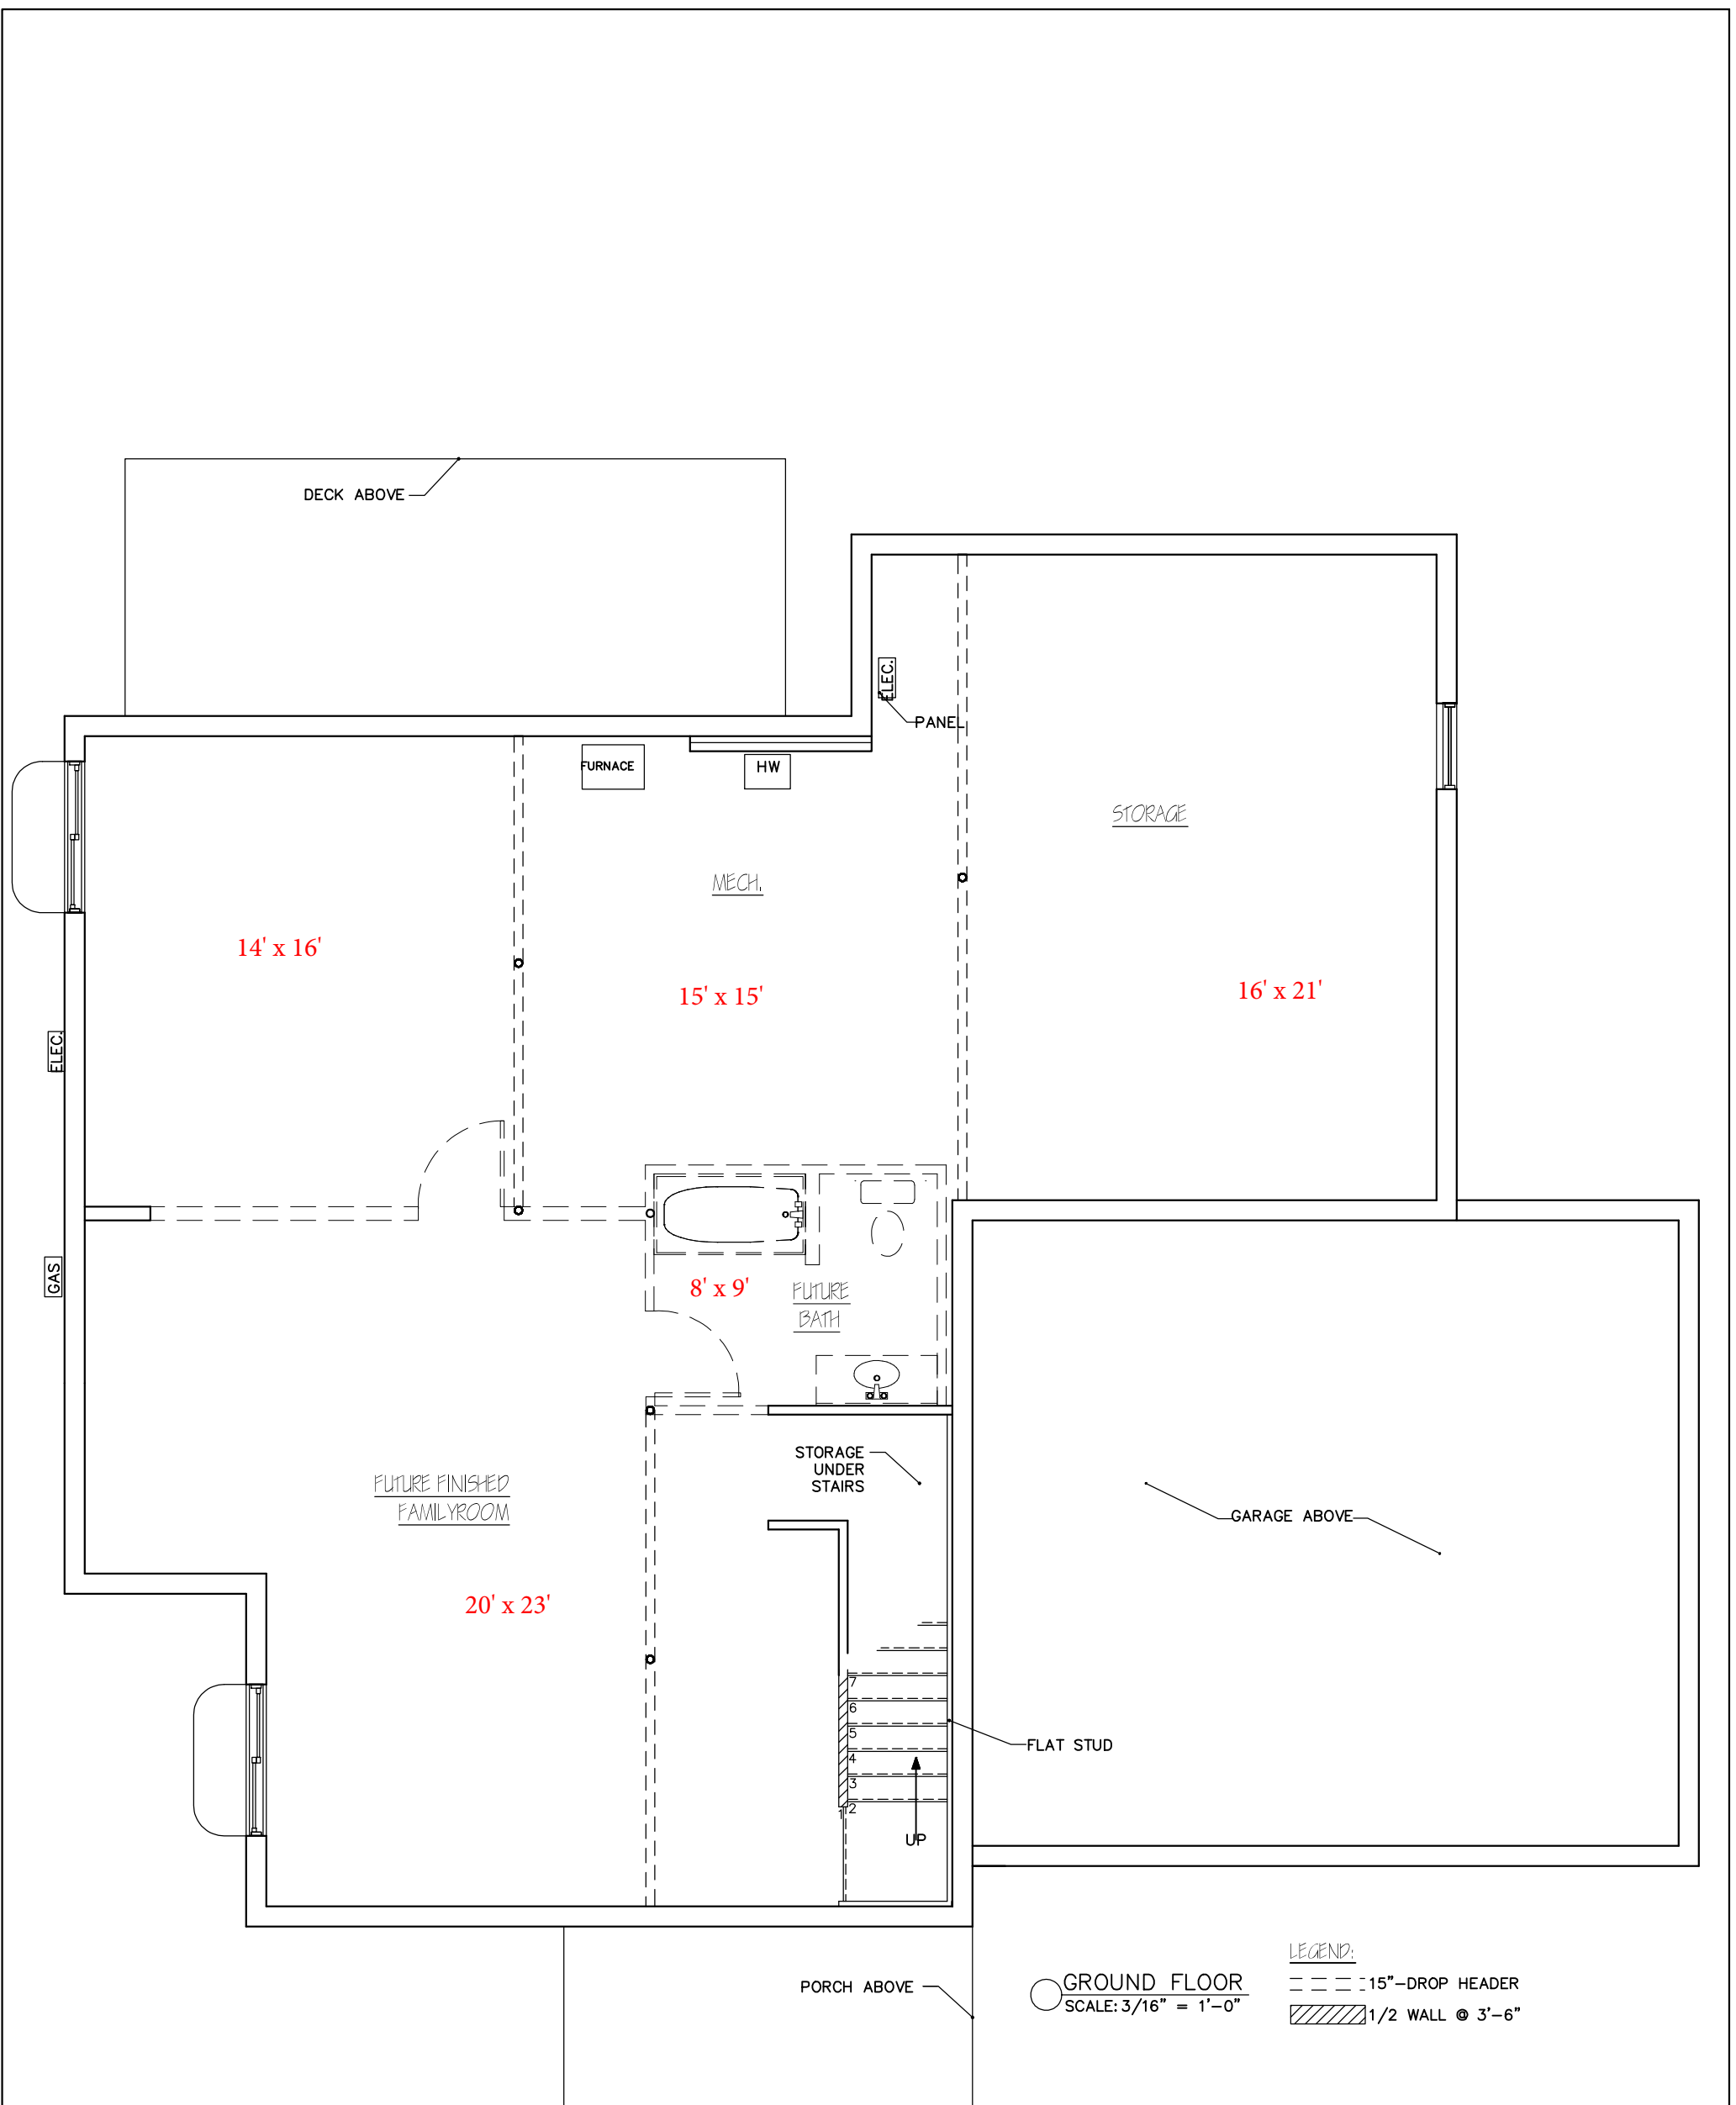 DECK ABOVE
ELEC.
PANEL
FURNACE
HW
STORAGE
MECH.
14' x 16'
15' x 15'
16' x 21'
ELEC.
GAS
8' x 9'
FUTURE
BATH
STORAGE
UNDER
STAIRS
FUTURE FINISHED
FAMILYROOM
GARAGE ABOVE
20' x 23'
7
6
5
4
3
2
1
FLAT STUD
UP
PORCH ABOVE
GROUND FLOOR
SCALE: 3/16" = 1'-0"
LEGEND:
15"-DROP HEADER
1/2 WALL @ 3'-6"